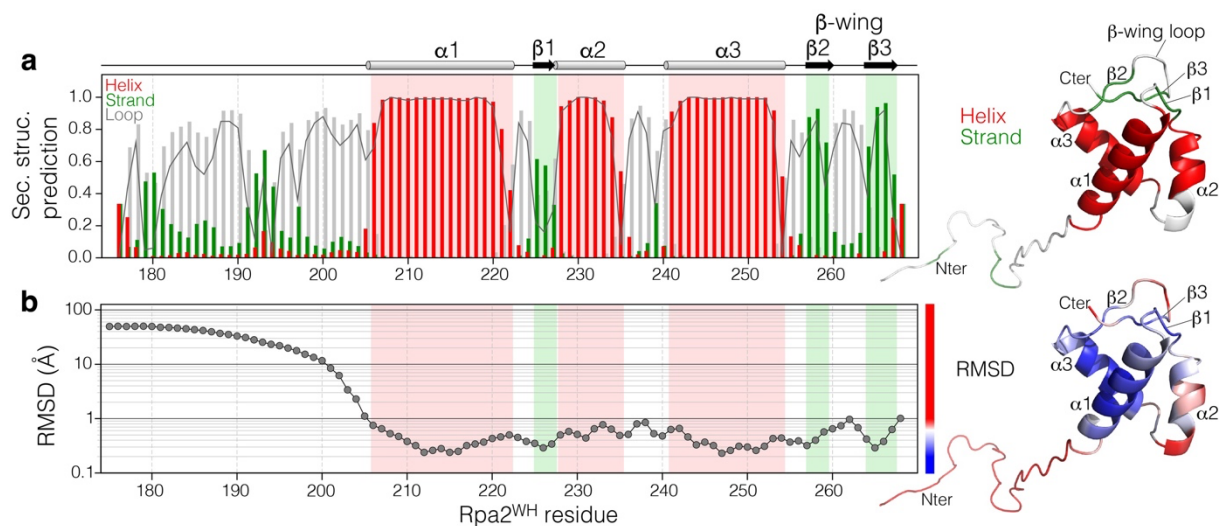 a
α1
β1
α2
α3
β-wing
β2
β3
Helix
Strand
Loop
Sec. struc.
prediction
1.0
0.8
0.6
0.4
0.2
0.0
180 190 200 210 220 230 240 250 260
β-wing loop
β2
Cter
β3
β1
Helix
Strand
α3
α1
α2
Nter
b
RMSD (Å)
100
10
1
0.1
180 190 200 210 220 230 240 250 260
Rpa2WH residue
RMSD
Cter
β2
β3
β1
α3
α1
α2
Nter